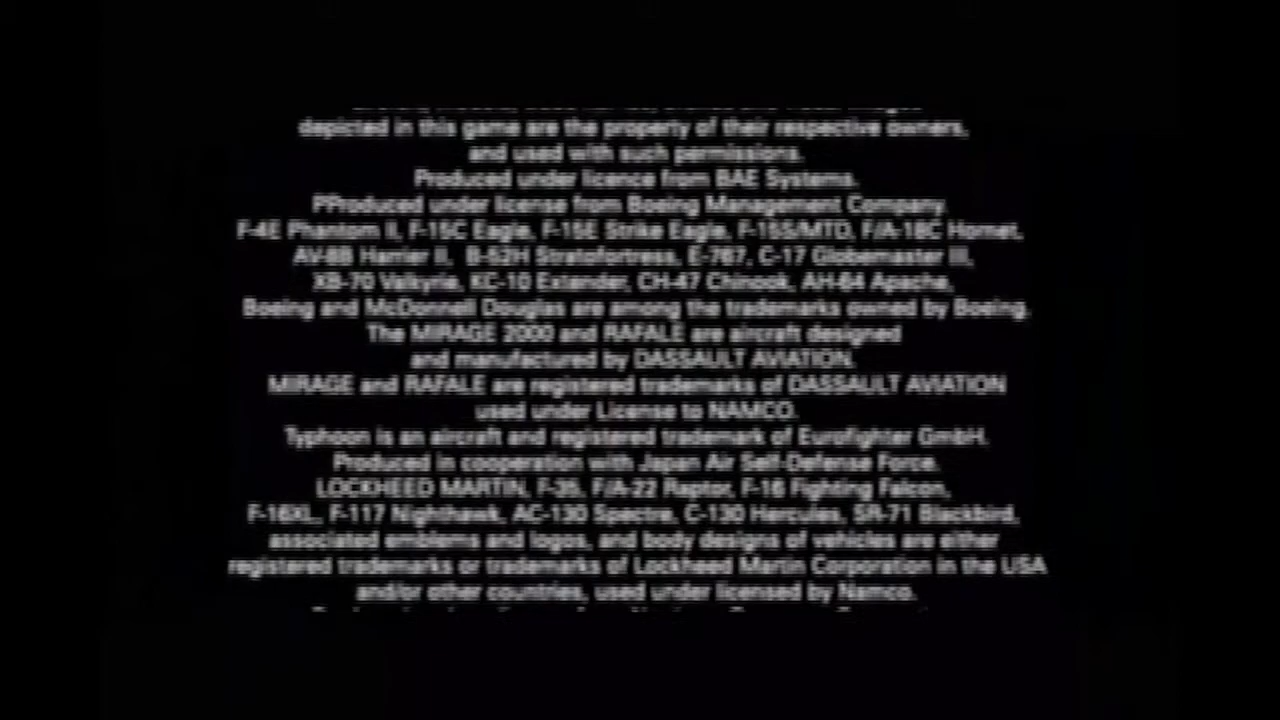 depicted in this game are the property of their respective owners,
and used with such permissions.
Produced under licence from BAE Systems.
PProduced under license from Boeing Management Company.
F-4E Phantom II, F-15C Eagle, F-15E Strike Eagle, F-15S/MTD, F/A-18C Hornet,
AV-8B Harrier II, B-52H Stratofortress, E-767, C-17 Globemaster III,
XB-70 Valkyrie, KC-10 Extender, CH-47 Chinook, AH-64 Apache,
Boeing and McDonnell Douglas are among the trademarks owned by Boeing.
The MIRAGE 2000 and RAFALE are aircraft designed
and manufactured by DASSAULT AVIATION.
MIRAGE and RAFALE are registered trademarks of DASSAULT AVIATION
used under License to NAMCO.
Typhoon is an aircraft and registered trademark of Eurofighter GmbH.
Produced in cooperation with Japan Air Self-Defense Force.
LOCKHEED MARTIN, F-35, F/A-22 Raptor, F-16 Fighting Falcon,
F-16XL, F-117 Nighthawk, AC-130 Spectre, C-130 Hercules, SR-71 Blackbird,
associated emblems and logos, and body designs of vehicles are either
registered trademarks or trademarks of Lockheed Martin Corporation in the USA
and/or other countries, used under licensed by Namco.